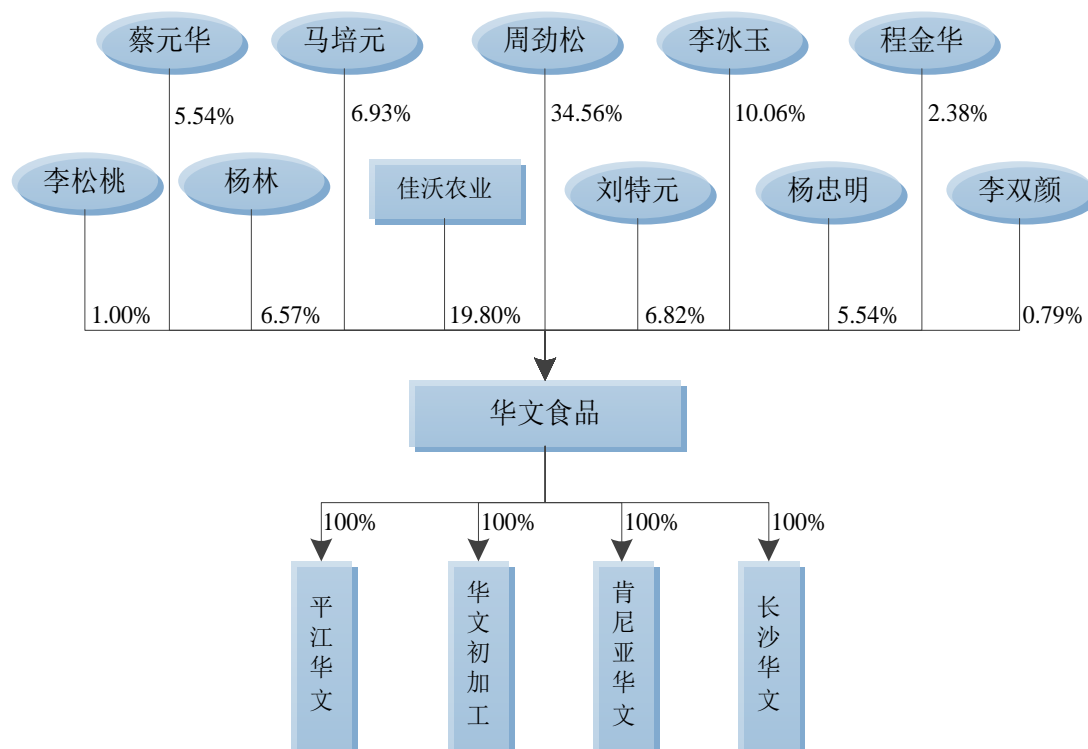 蔡元华
马培元
周劲松
李冰玉
程金华
5.54%
6.93%
34.56%
10.06%
2.38%
李松桃
杨林
佳沃农业
刘特元
杨忠明
李双颜
1.00%
6.57%
19.80%
6.82%
5.54%
0.79%
华文食品
100%
100%
100%
100%
平江华文
华文初加工
肯尼亚华文
长沙华文